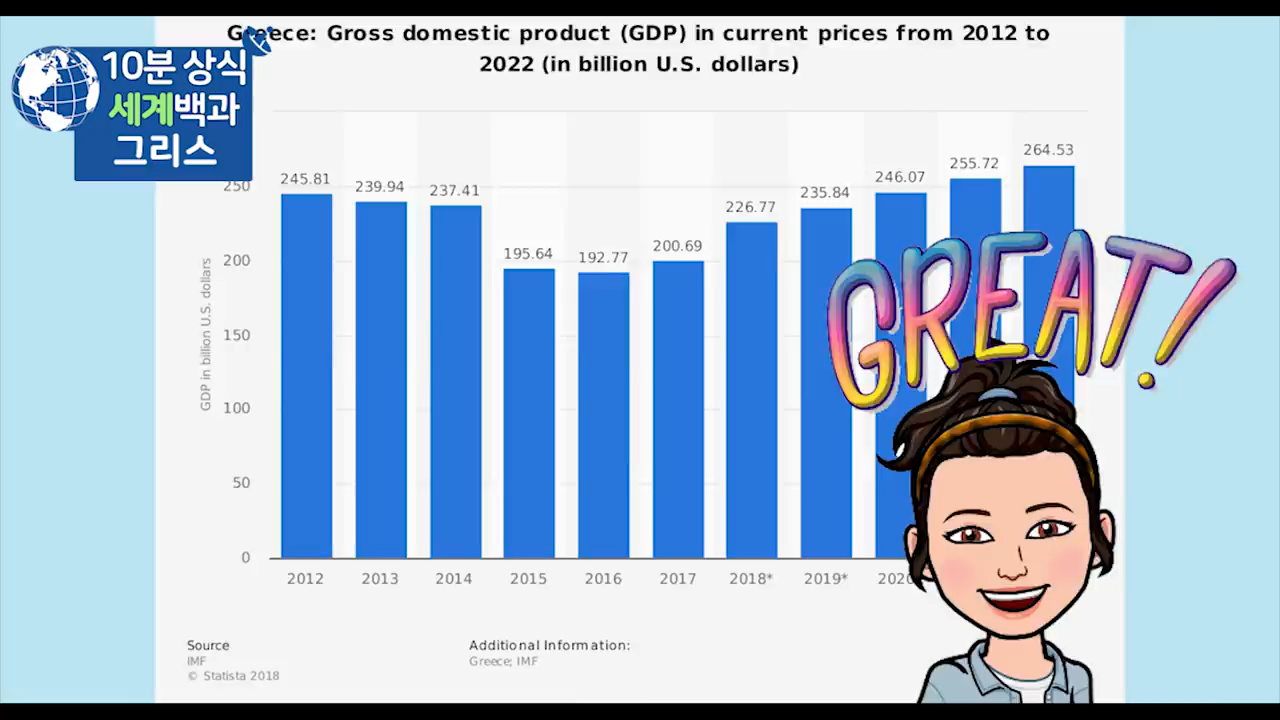 Greece: Gross domestic product (GDP) in current prices from 2012 to
2022 (in billion U.S. dollars)
10분 상식
세계백과
그리스
GDP in billion U.S. dollars
250
200
150
100
50
0
245.81
239.94
237.41
195.64
192.77
200.69
226.77
235.84
246.07
255.72
264.53
2012
2013
2014
2015
2016
2017
2018*
2019*
2020
GREAT!
Source
IMF
© Statista 2018
Additional Information:
Greece; IMF